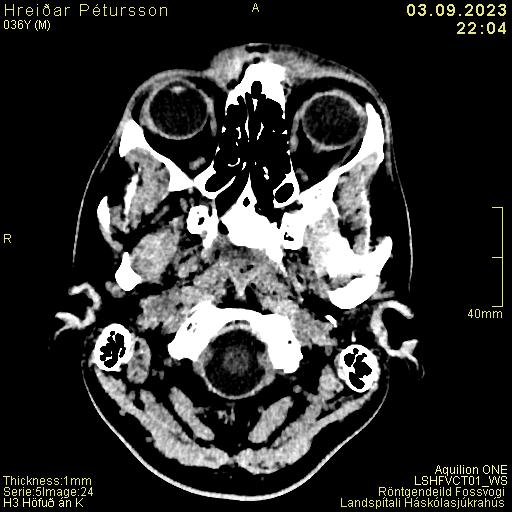 Hreiðar Pétursson
036Y (M)
A
03.09.2023
22:04
R
40mm
Thickness:1mm
Serie:5Image:24
H3 Höfuð án K
Aquilion ONE
LSHFVCT01_WS
Röntgendeild Fossvogi
Landspítali Háskólasjúkrahús